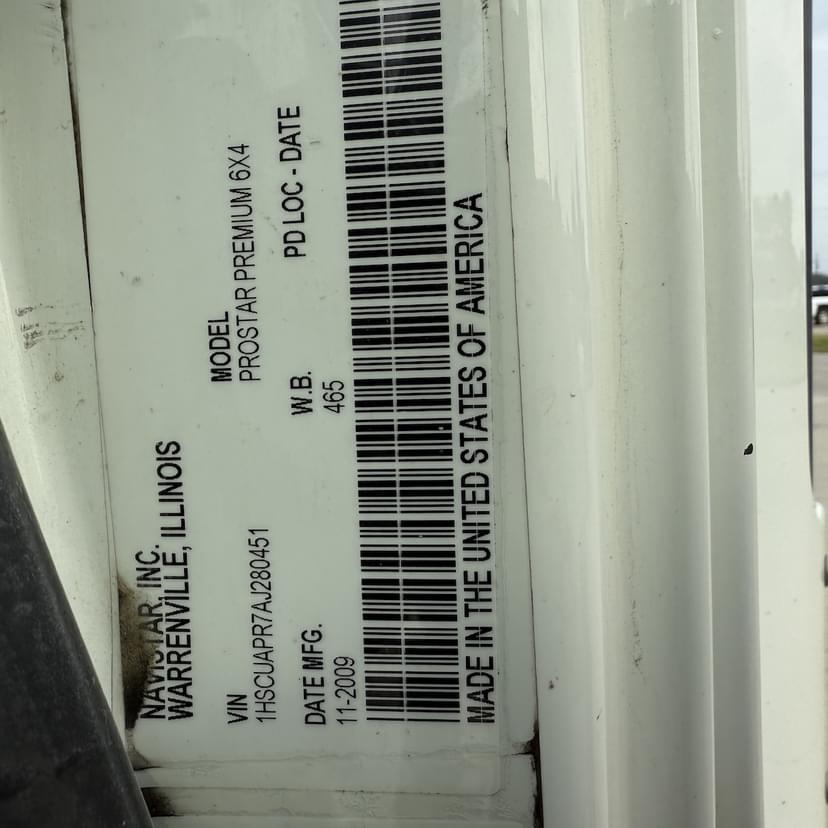 NAVISTAR, INC.
WARRENVILLE, ILLINOIS
VIN
1HSCUAPR7AJ280451
MODEL
PROSTAR PREMIUM 6X4
DATE MFG.
11-2009
W.B.
465
PD LOC - DATE
MADE IN THE UNITED STATES OF AMERICA